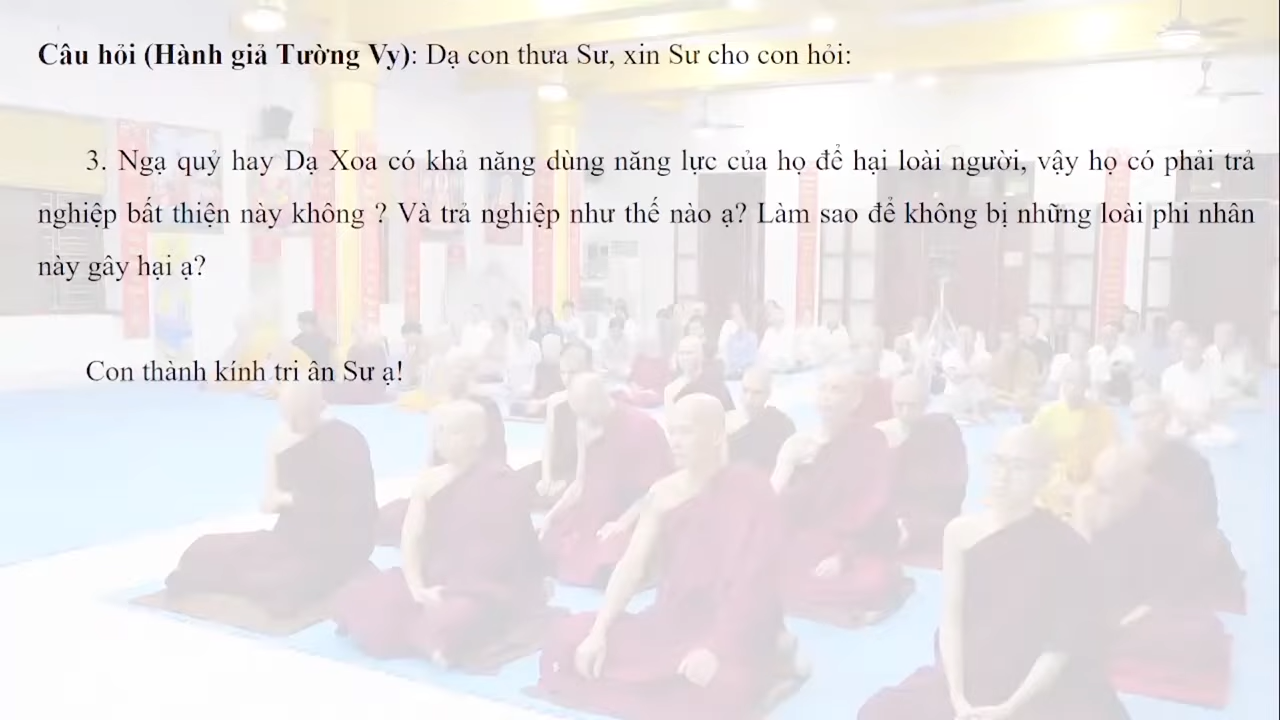 Câu hỏi (Hành giả Tường Vy): Dạ con thưa Sư, xin Sư cho con hỏi:
3. Ngạ quỷ hay Dạ Xoa có khả năng dùng năng lực của họ để hại loài người, vậy họ có phải trả
nghiệp bất thiện này không ? Và trả nghiệp như thế nào ạ? Làm sao để không bị những loài phi nhân
này gây hại ạ?
Con thành kính tri ân Sư ạ!